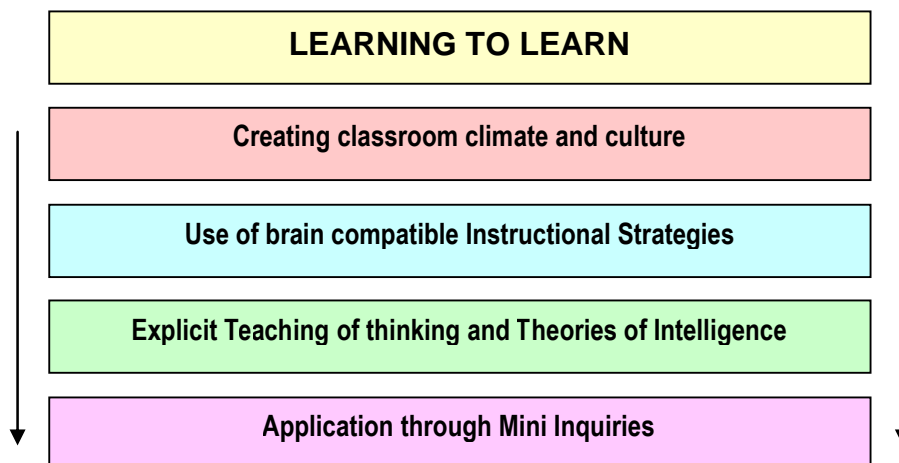 LEARNING TO LEARN
Creating classroom climate and culture
Use of brain compatible Instructional Strategies
Explicit Teaching of thinking and Theories of Intelligence
Application through Mini Inquiries